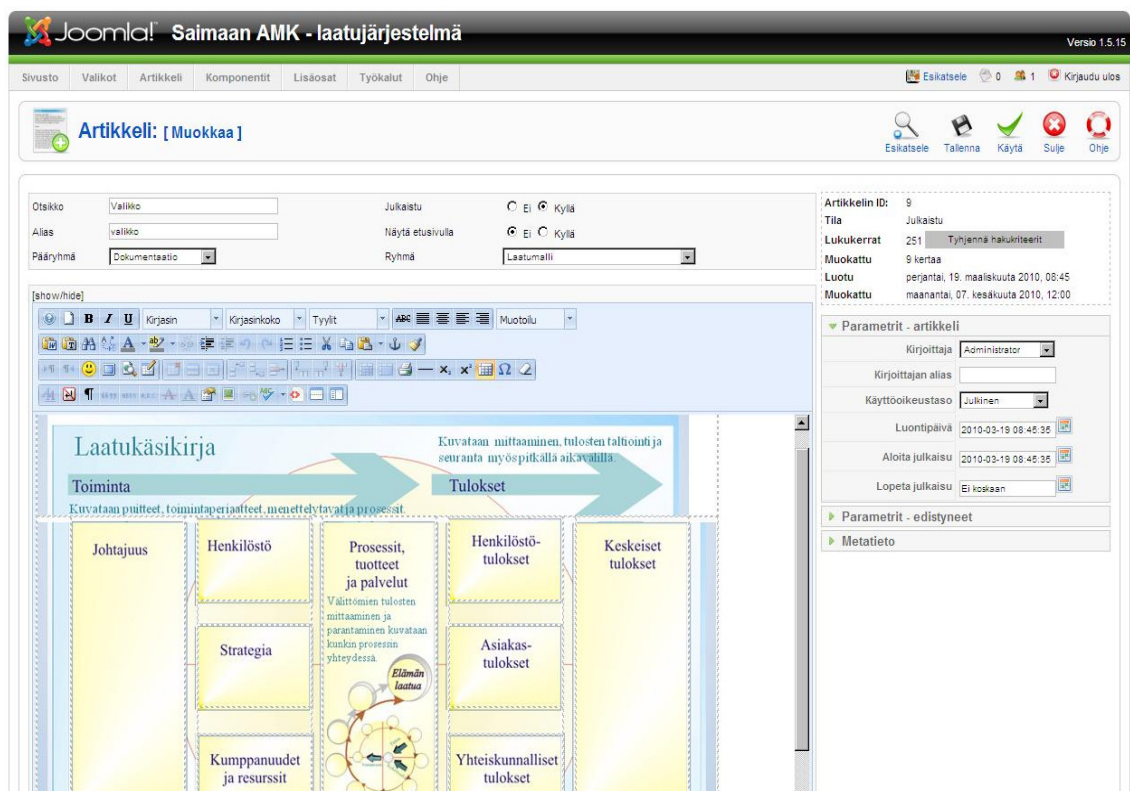 Joomla!® Saimaan AMK - laatujärjestelmä
Versio 1.5.15
Sivusto Valikot Artikkeli Komponentit Lisäosat Työkalut Ohje Esikatsele 0 1 Kirjaudu ulos
Artikkeli: [ Muokkaa ]
Esikatsele Tallenna Käytä Sulje Ohje
Otsikko Valikko Julkaistu Ei Kyllä
Alias valikko Näytä etusivulla Ei Kyllä
Pääryhmä Dokumentaatio Ryhmä Laatumalli
[show/hide]
B I U Kirjasin Kirjasinkoko Tyylit ABC Muotoilu
Laatukäsikirja
Kuvataan mittaaminen, tulosten taltiointi ja
seuranta myös pitkällä aikavälillä.
Toiminta
Tulokset
Kuvataan puitteet, toimintaperiaatteet, menettelytavat ja prosessit.
Johtajuus
Henkilöstö
Strategia
Kumppanuudet
ja resurssit
Prosessit,
tuotteet
ja palvelut
Välittömien tulosten
mittaaminen ja
parantaminen kuvataan
kunkin prosessin
yhteydessä.
Elämän
laatua
Henkilöstö-
tulokset
Asiakas-
tulokset
Yhteiskunnalliset
tulokset
Keskeiset
tulokset
Artikkelin ID: 9
Tila Julkaistu
Lukukerrat 251 Tyhjennä hakukriteerit
Muokattu 9 kertaa
Luotu perjantai, 19. maaliskuuta 2010, 08:45
Muokattu maanantai, 07. kesäkuuta 2010, 12:00
Parametrit - artikkeli
Kirjoittaja Administrator
Kirjoittajan alias
Käyttöoikeustaso Julkinen
Luontipäivä 2010-03-19 08:45:35
Aloita julkaisu 2010-03-19 08:45:35
Lopeta julkaisu Ei koskaan
Parametrit - edistyneet
Metatieto